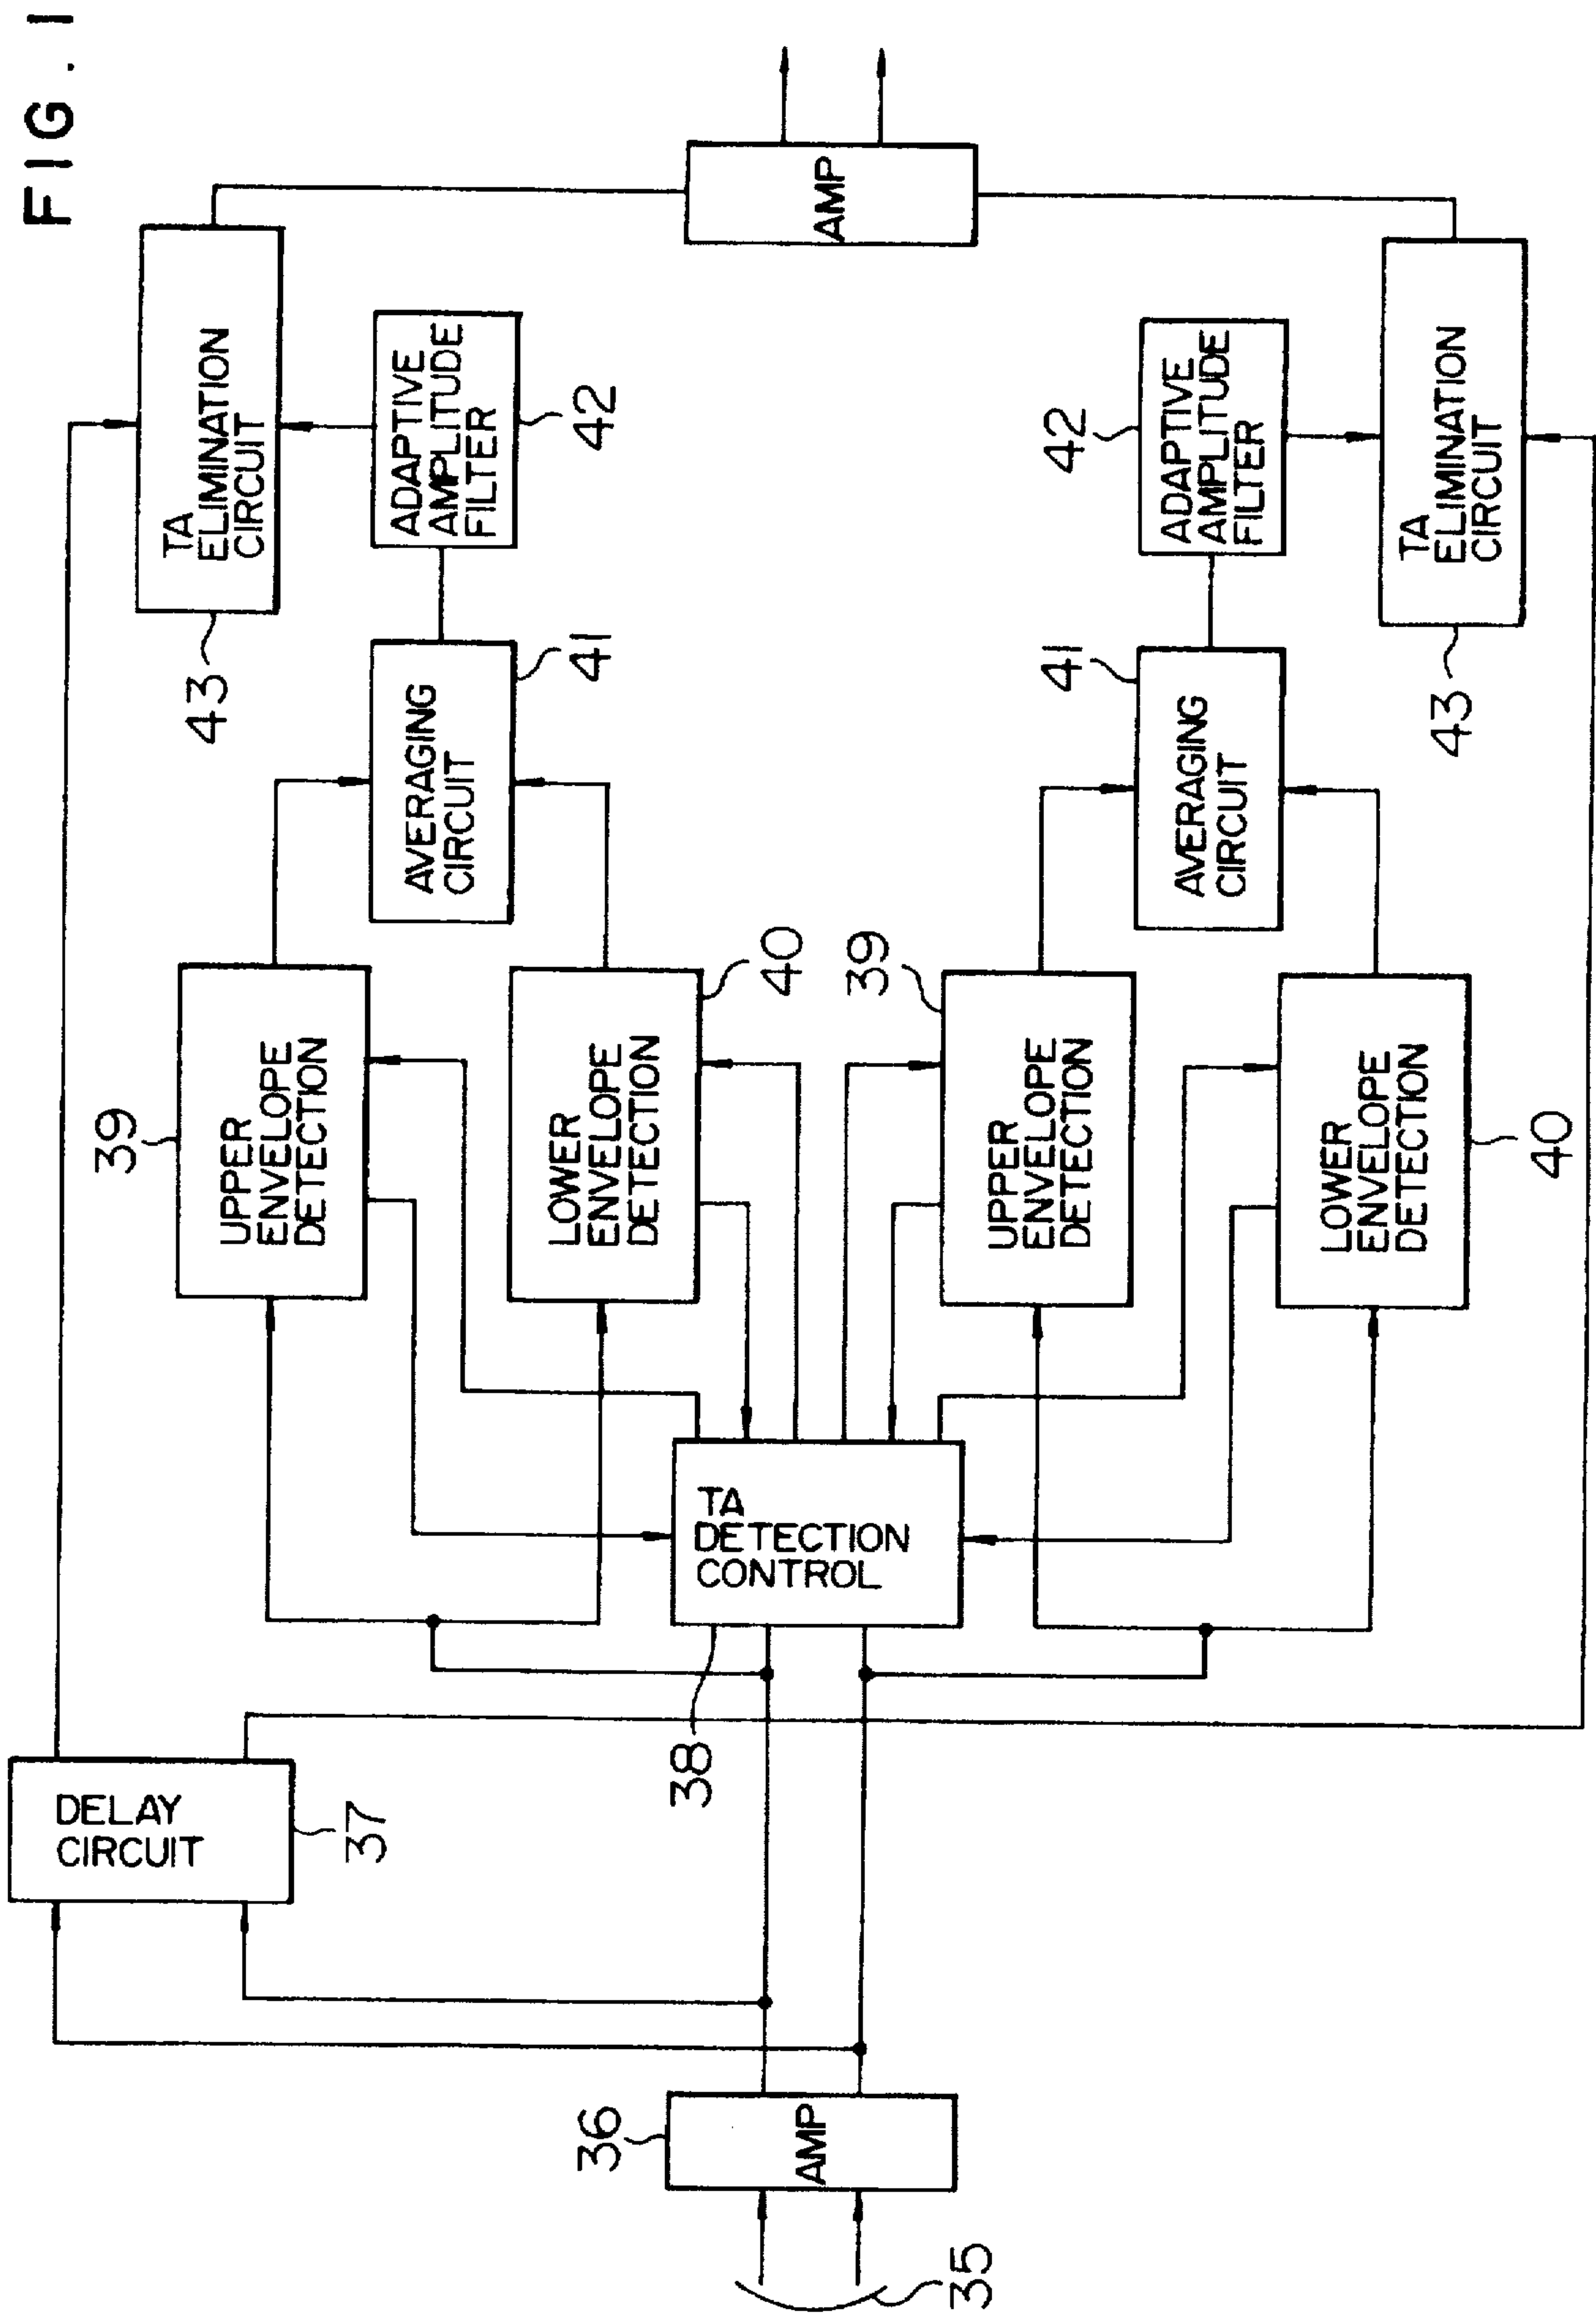 FIG. 1
35
36
AMP
DELAY
CIRCUIT
37
38
TA
DETECTION
CONTROL
39
UPPER
ENVELOPE
DETECTION
LOWER
ENVELOPE
DETECTION
40
39
UPPER
ENVELOPE
DETECTION
LOWER
ENVELOPE
DETECTION
40
AVERAGING
CIRCUIT
41
41
AVERAGING
CIRCUIT
ADAPTIVE
AMPLITUDE
FILTER
42
42
ADAPTIVE
AMPLITUDE
FILTER
TA
ELIMINATION
CIRCUIT
43
TA
ELIMINATION
CIRCUIT
43
AMP